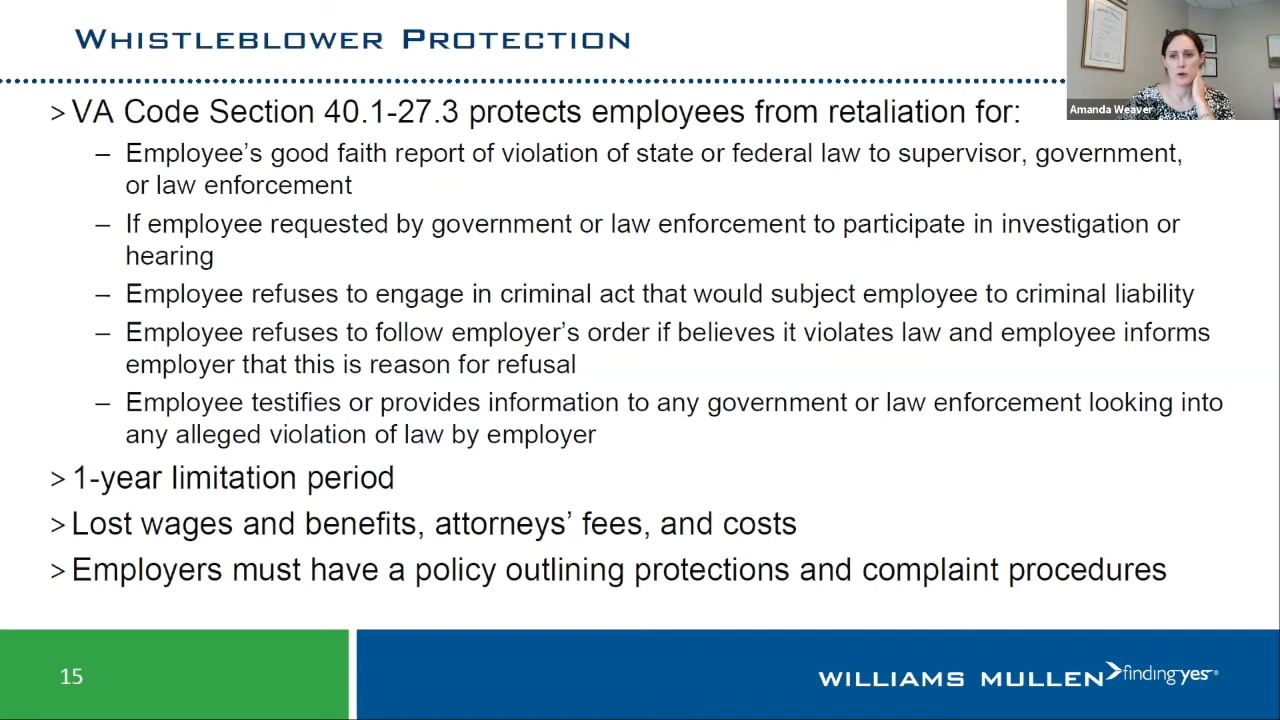 WHISTLEBLOWER PROTECTION
Amanda Weaver
> VA Code Section 40.1-27.3 protects employees from retaliation for:
– Employee’s good faith report of violation of state or federal law to supervisor, government,
or law enforcement
– If employee requested by government or law enforcement to participate in investigation or
hearing
– Employee refuses to engage in criminal act that would subject employee to criminal liability
– Employee refuses to follow employer’s order if believes it violates law and employee informs
employer that this is reason for refusal
– Employee testifies or provides information to any government or law enforcement looking into
any alleged violation of law by employer
> 1-year limitation period
> Lost wages and benefits, attorneys’ fees, and costs
> Employers must have a policy outlining protections and complaint procedures
15
WILLIAMS MULLEN finding yes®